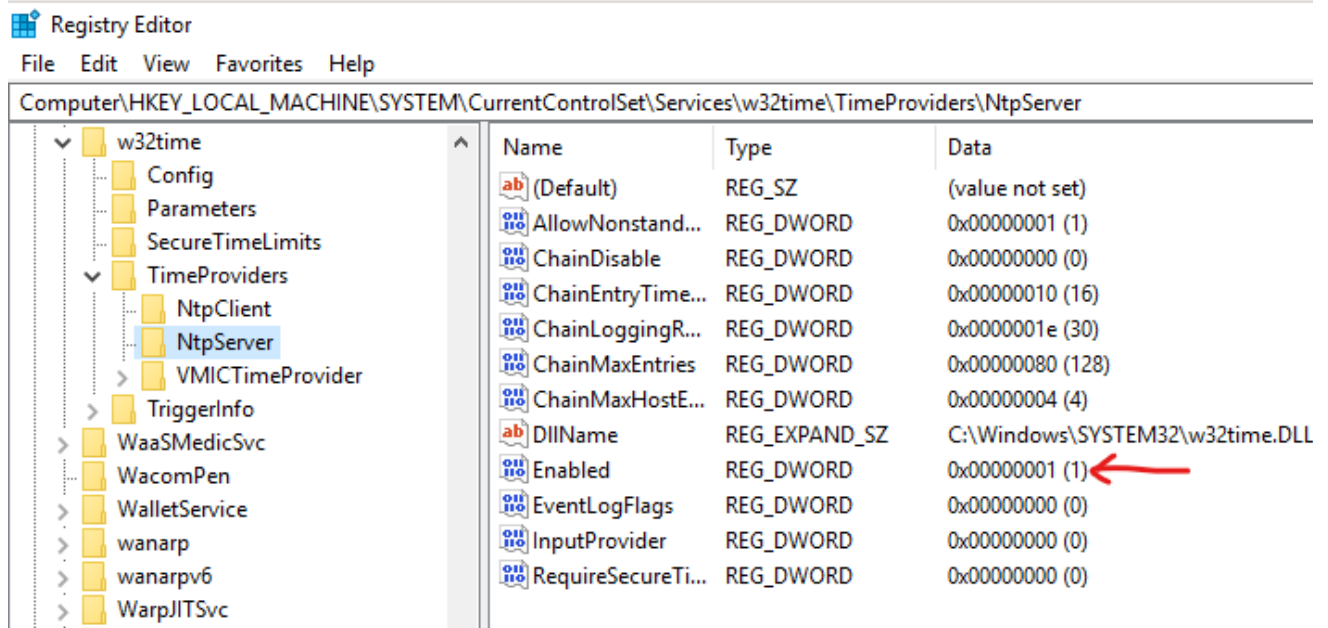 Registry Editor
File Edit View Favorites Help
Computer\HKEY_LOCAL_MACHINE\SYSTEM\CurrentControlSet\Services\w32time\TimeProviders\NtpServer
w32time
Config
Parameters
SecureTimeLimits
TimeProviders
NtpClient
NtpServer
VMICTimeProvider
TriggerInfo
WaaSMedicSvc
WacomPen
WalletService
wanarp
wanarpv6
WarpJITSvc
Name Type Data
(Default) REG_SZ (value not set)
AllowNonstand... REG_DWORD 0x00000001 (1)
ChainDisable REG_DWORD 0x00000000 (0)
ChainEntryTime... REG_DWORD 0x00000010 (16)
ChainLoggingR... REG_DWORD 0x0000001e (30)
ChainMaxEntries REG_DWORD 0x00000080 (128)
ChainMaxHostE... REG_DWORD 0x00000004 (4)
DllName REG_EXPAND_SZ C:\Windows\SYSTEM32\w32time.DLL
Enabled REG_DWORD 0x00000001 (1)
EventLogFlags REG_DWORD 0x00000000 (0)
InputProvider REG_DWORD 0x00000000 (0)
RequireSecureTi... REG_DWORD 0x00000000 (0)